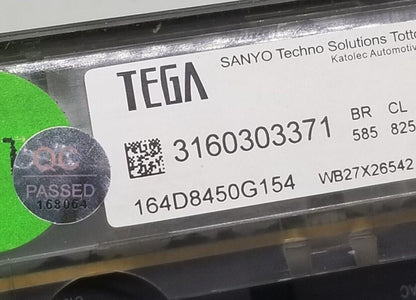 TEGA
SANYO Techno Solutions Totto
Katolec Automotiv
3160303371
BR CL
585 825
164D8450G154 WB27X26542
QC
PASSED
168064